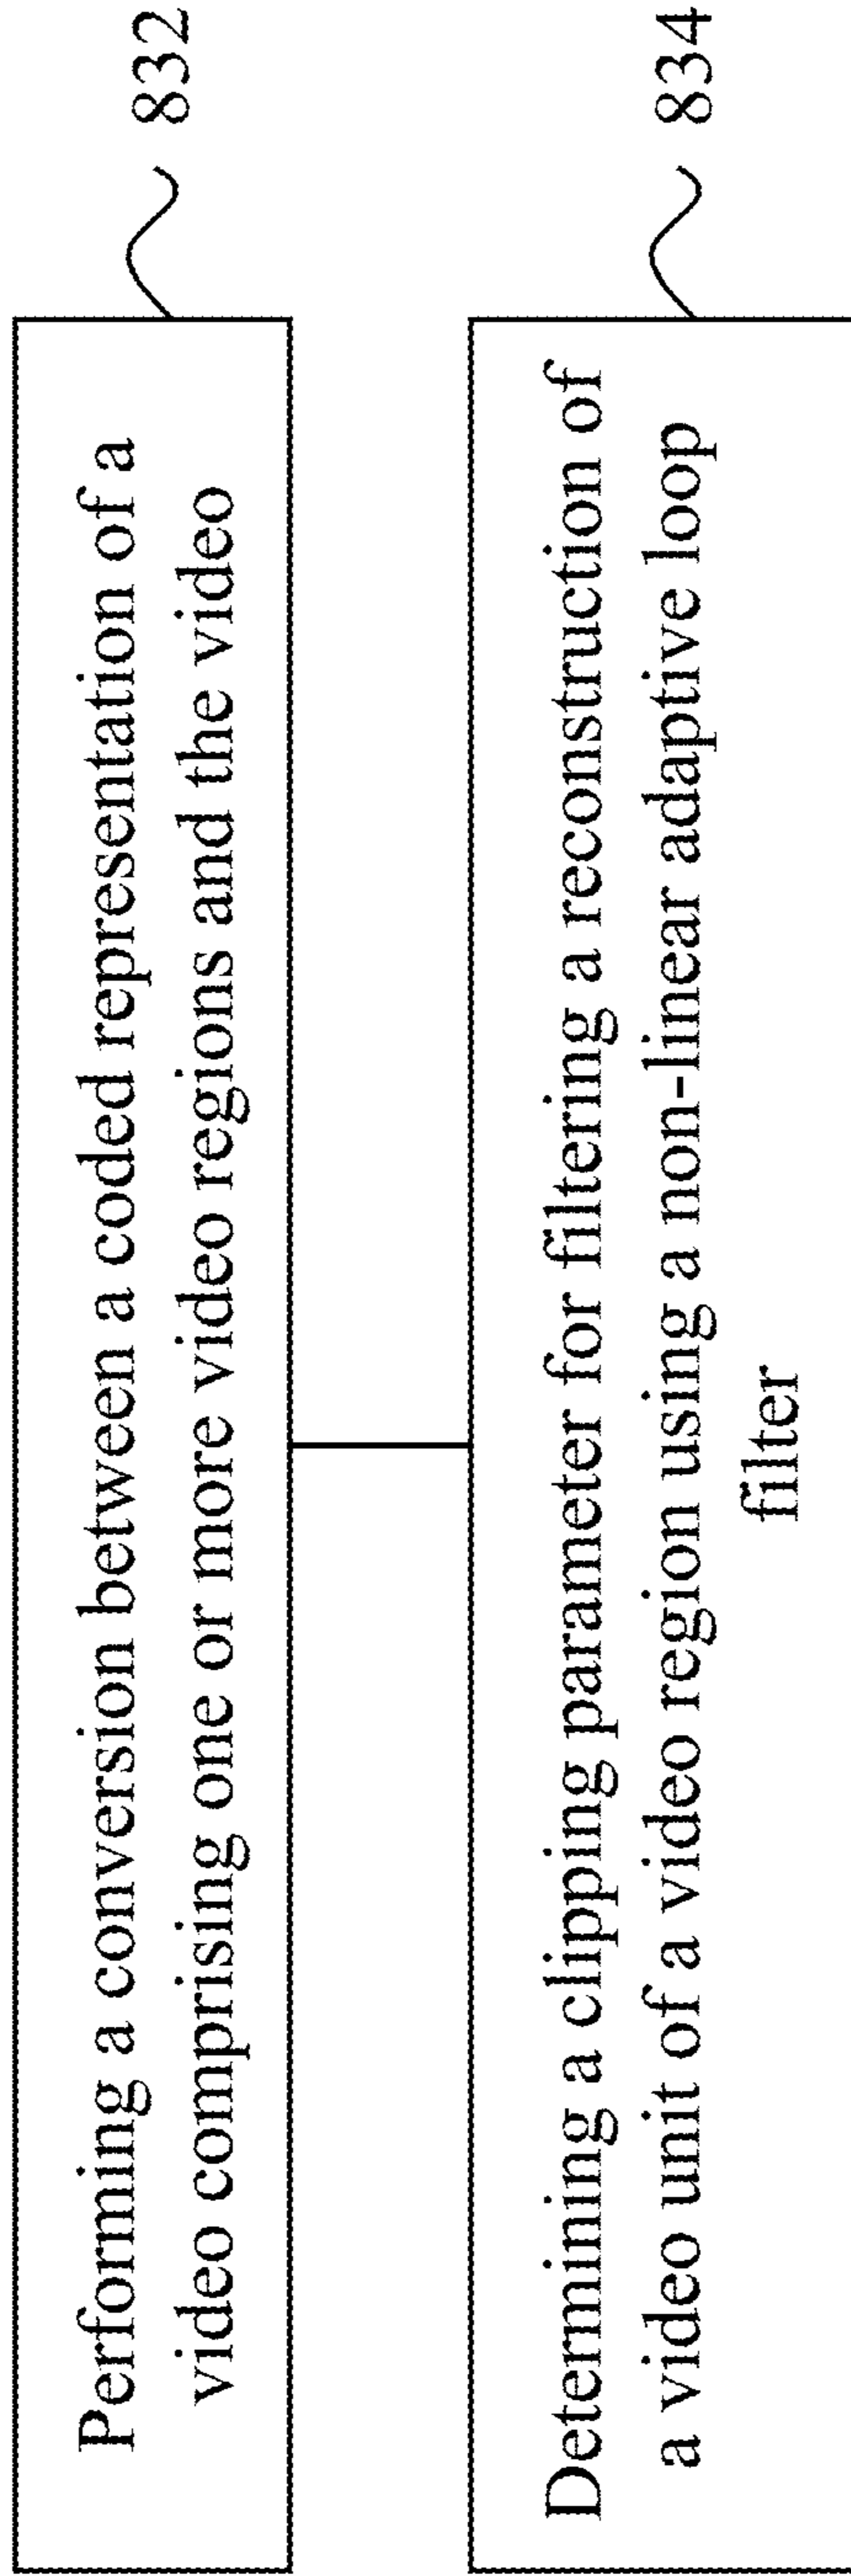 Performing a conversion between a coded representation of a
video comprising one or more video regions and the video
832
Determining a clipping parameter for filtering a reconstruction of
a video unit of a video region using a non-linear adaptive loop
filter
834